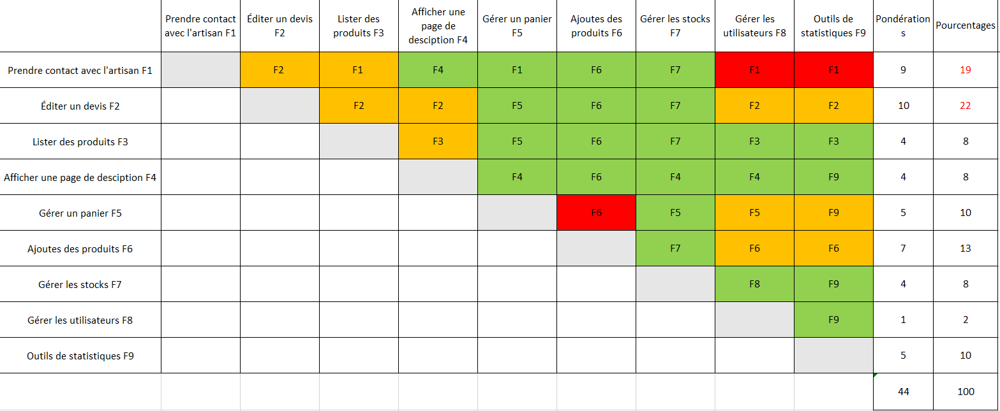 Prendre contact avec l'artisan F1 Éditer un devis F2 Lister des produits F3 Afficher une page de desciption F4 Gérer un panier F5 Ajoutes des produits F6 Gérer les stocks F7 Gérer les utilisateurs F8 Outils de statistiques F9 Pondérations Pourcentages
Prendre contact avec l'artisan F1 F2 F1 F4 F1 F6 F7 F1 F1 9 19
Éditer un devis F2 F2 F2 F5 F6 F7 F2 F2 10 22
Lister des produits F3 F3 F5 F6 F7 F3 F3 4 8
Afficher une page de desciption F4 F4 F6 F4 F4 F9 4 8
Gérer un panier F5 F6 F5 F5 F9 5 10
Ajoutes des produits F6 F7 F6 F6 7 13
Gérer les stocks F7 F8 F9 4 8
Gérer les utilisateurs F8 F9 1 2
Outils de statistiques F9 5 10
44 100